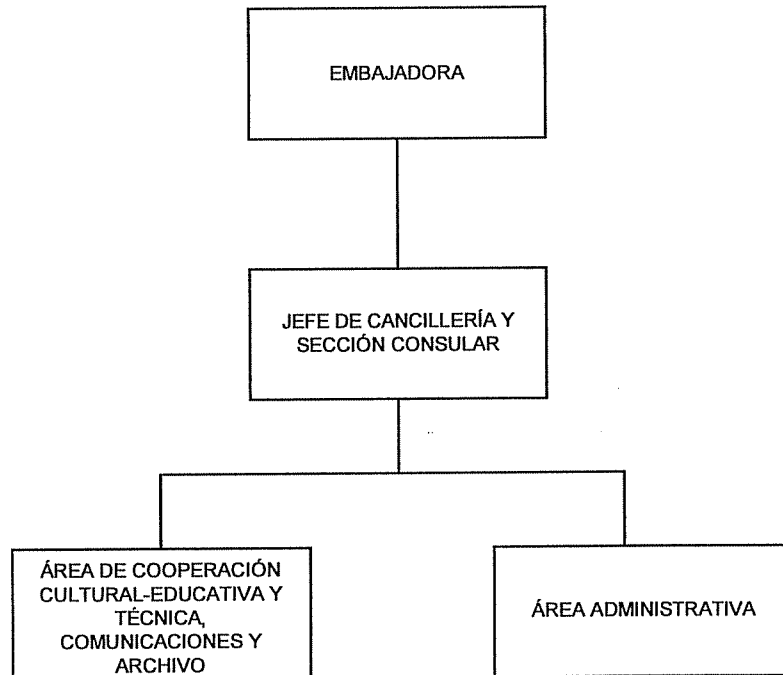 EMBAJADORA
JEFE DE CANCILLERÍA Y
SECCIÓN CONSULAR
ÁREA DE COOPERACIÓN
CULTURAL-EDUCATIVA Y
TÉCNICA,
COMUNICACIONES Y
ARCHIVO
ÁREA ADMINISTRATIVA